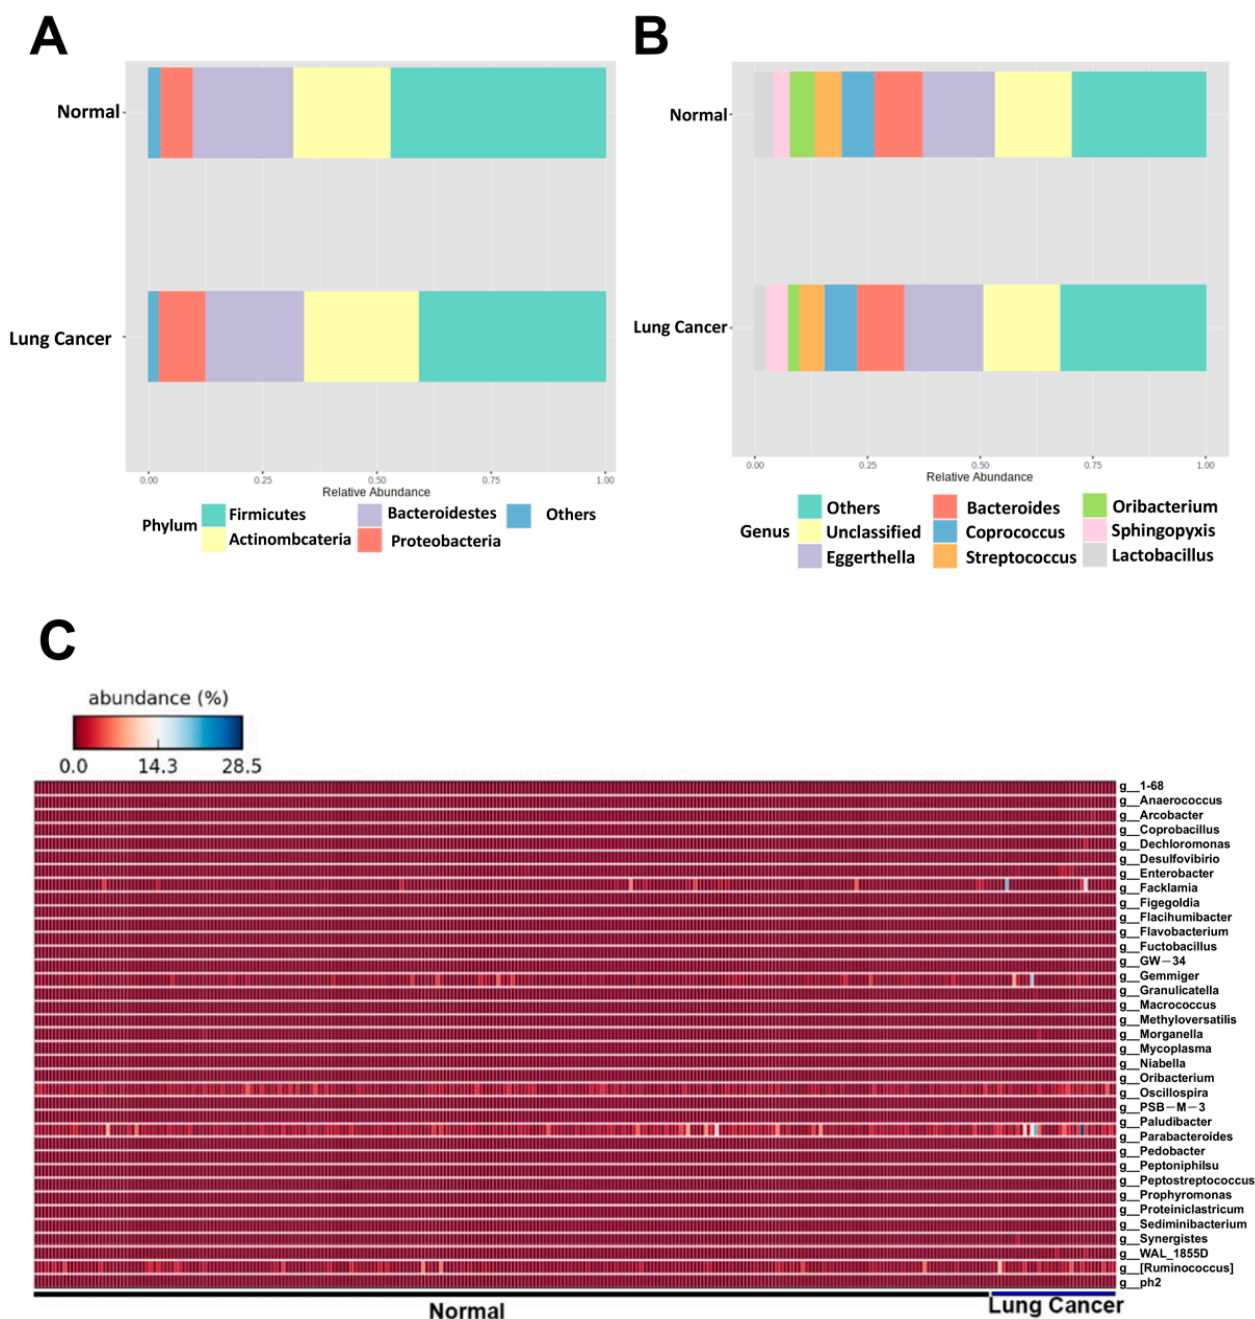 A
Normal
Lung Cancer
0.00 0.25 0.50 0.75 1.00
Relative Abundance
Phylum
Firmicutes
Bacteroidestes
Others
Actinombcateria
Proteobacteria
B
Normal
Lung Cancer
0.00 0.25 0.50 0.75 1.00
Relative Abundance
Genus
Others
Bacteroides
Oribacterium
Unclassified
Coprococcus
Sphingopyxis
Eggerthella
Streptococcus
Lactobacillus
C
abundance (%)
0.0 14.3 28.5
g__1-68
g__Anaerococcus
g__Arcobacter
g__Coprobacillus
g__Dechloromonas
g__Desulfovibirio
g__Enterobacter
g__Facklamia
g__Figegoldia
g__Flacihumibacter
g__Flavobacterium
g__Fuctobacillus
g__GW−34
g__Gemmiger
g__Granulicatella
g__Macrococcus
g__Methyloversatilis
g__Morganella
g__Mycoplasma
g__Niabella
g__Oribacterium
g__Oscillospira
g__PSB−M−3
g__Paludibacter
g__Parabacteroides
g__Pedobacter
g__Peptoniphilsu
g__Peptostreptococcus
g__Prophyromonas
g__Proteiniclastricum
g__Sediminibacterium
g__Synergistes
g__WAL_1855D
g__[Ruminococcus]
g__ph2
Normal
Lung Cancer